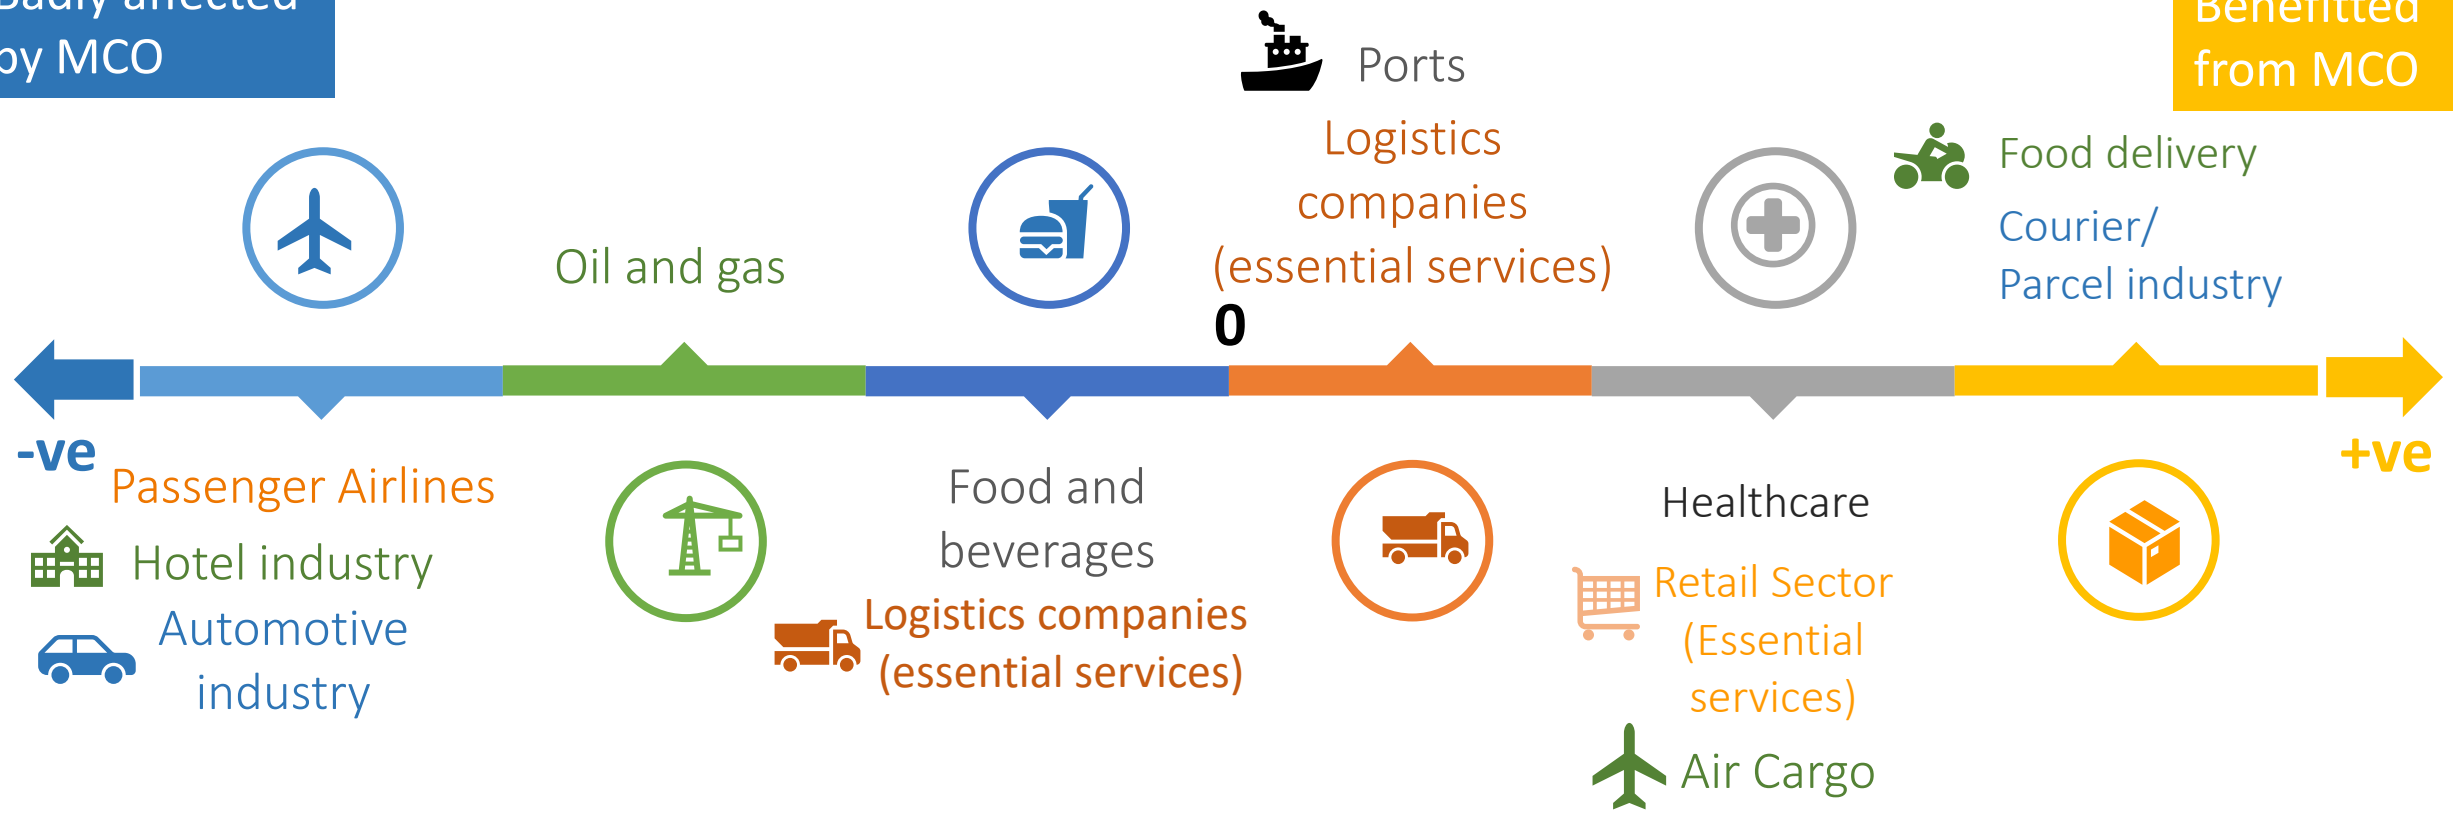 Badly affected
by MCO
Benefitted
from MCO
Ports
Logistics
companies
(essential services)
Food delivery
Courier/
Parcel industry
Oil and gas
0
-ve
+ve
Passenger Airlines
Hotel industry
Automotive
industry
Food and
beverages
Logistics companies
(essential services)
Healthcare
Retail Sector
(Essential
services)
Air Cargo